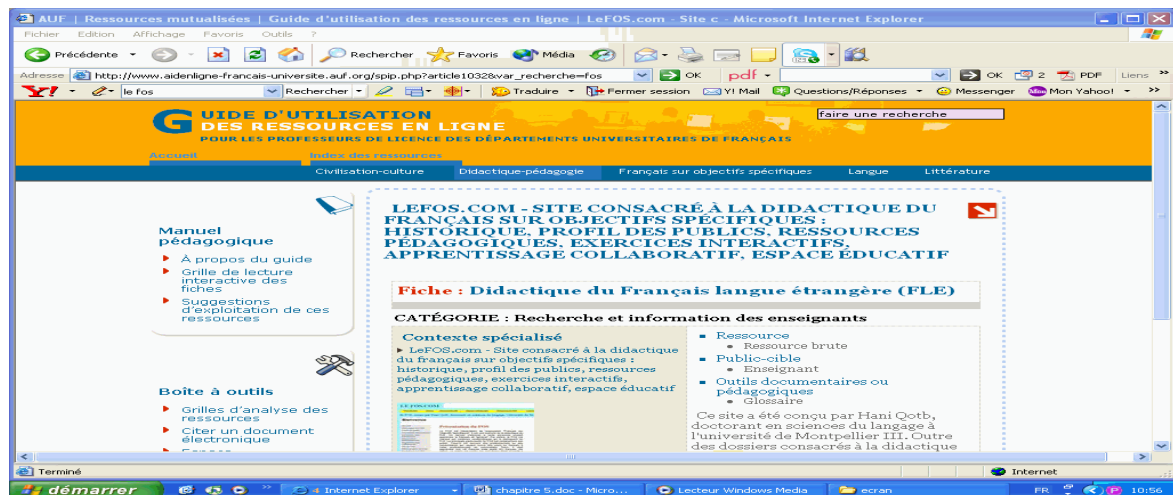 AUF | Ressources mutualisées | Guide d'utilisation des ressources en ligne | LeFOS.com - Site c - Microsoft Internet Explorer
Fichier Edition Affichage Favoris Outils ?
Précédente Rechercher Favoris Média
Adresse http://www.aidenligne-francais-universite.auf.org/spip.php?article1032&var_recherche=fos OK pdf OK 2 PDF Liens »
Y! le fos Rechercher Traduire Fermer session Y! Mail Questions/Réponses Messenger Mon Yahoo! »
GUIDE D'UTILISATION
DES RESSOURCES EN LIGNE
POUR LES PROFESSEURS DE LICENCE DES DÉPARTEMENTS UNIVERSITAIRES DE FRANÇAIS
faire une recherche
Accueil Index des ressources
Civilisation-culture Didactique-pédagogie Français sur objectifs spécifiques Langue Littérature
Manuel
pédagogique
À propos du guide
Grille de lecture
interactive des
fiches
Suggestions
d'exploitation de ces
ressources
Boîte à outils
Grilles d'analyse des
ressources
Citer un document
électronique
LEFOS.COM - SITE CONSACRÉ À LA DIDACTIQUE DU
FRANÇAIS SUR OBJECTIFS SPÉCIFIQUES :
HISTORIQUE, PROFIL DES PUBLICS, RESSOURCES
PÉDAGOGIQUES, EXERCICES INTERACTIFS,
APPRENTISSAGE COLLABORATIF, ESPACE ÉDUCATIF
Fiche : Didactique du Français langue étrangère (FLE)
CATÉGORIE : Recherche et information des enseignants
Contexte spécialisé
LeFOS.com - Site consacré à la didactique
du français sur objectifs spécifiques :
historique, profil des publics, ressources
pédagogiques, exercices interactifs,
apprentissage collaboratif, espace éducatif
Ressource
Ressource brute
Public-cible
Enseignant
Outils documentaires ou
pédagogiques
Glossaire
Ce site a été conçu par Hani Qotb,
doctorant en sciences du langage à
l'université de Montpellier III. Outre
des dossiers consacrés à la didactique
Terminé Internet
démarrer » 4 Internet Explorer chapitre 5.doc - Micro... Lecteur Windows Media ecran FR 10:56